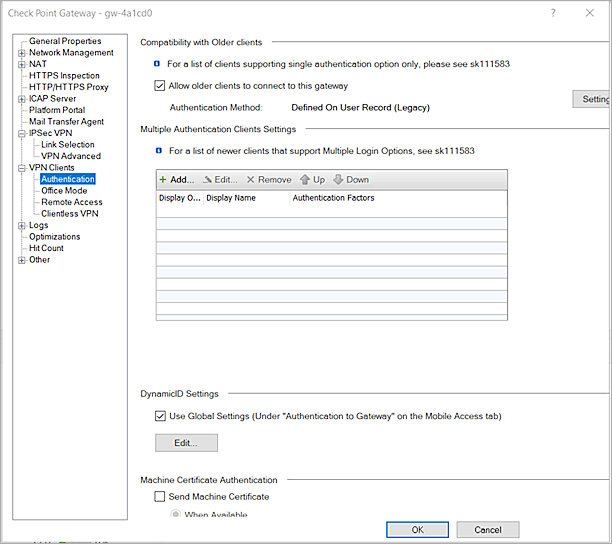 Check Point Gateway - gw-4a1cd0
?
General Properties
Network Management
NAT
HTTPS Inspection
HTTP/HTTPS Proxy
ICAP Server
Platform Portal
Mail Transfer Agent
IPSec VPN
Link Selection
VPN Advanced
VPN Clients
Authentication
Office Mode
Remote Access
Clientless VPN
Logs
Optimizations
Hit Count
Other
Compatibility with Older clients
For a list of clients supporting single authentication option only, please see sk111583
Allow older clients to connect to this gateway
Authentication Method: Defined On User Record (Legacy)
Setting
Multiple Authentication Clients Settings
For a list of newer clients that support Multiple Login Options, see sk111583
Add... Edit... Remove Up Down
Display O... Display Name Authentication Factors
DynamicID Settings
Use Global Settings (Under "Authentication to Gateway" on the Mobile Access tab)
Edit...
Machine Certificate Authentication
Send Machine Certificate
When Available
OK Cancel